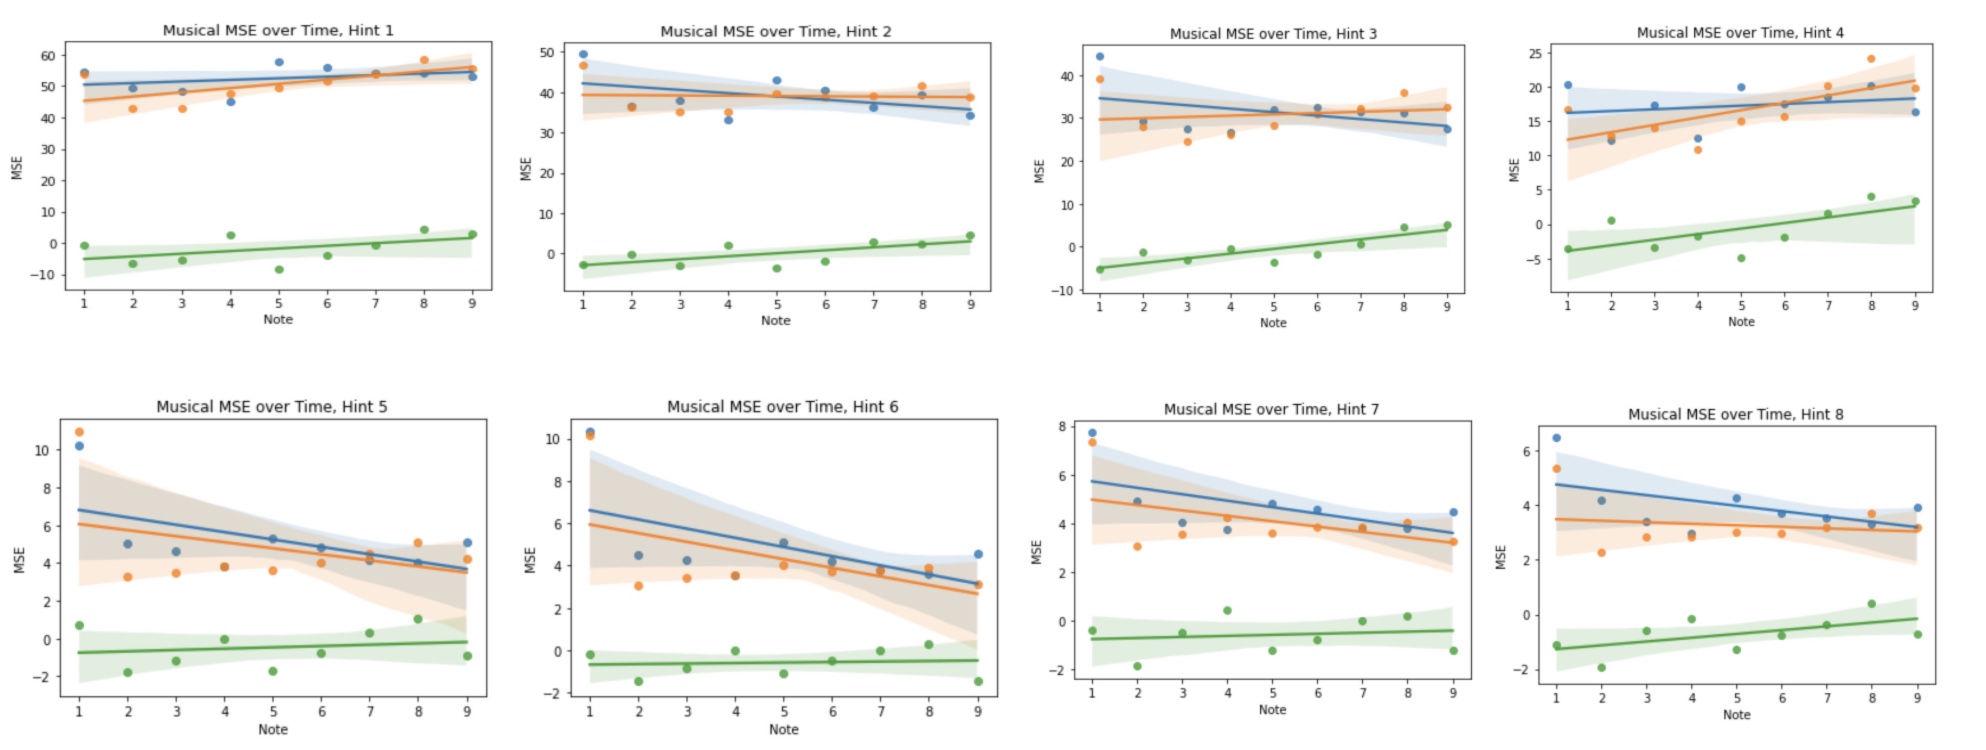 Musical MSE over Time, Hint 1
60
50
40
30
20
10
0
−10
MSE
1 2 3 4 5 6 7 8 9
Note
Musical MSE over Time, Hint 2
50
40
30
20
10
0
MSE
1 2 3 4 5 6 7 8 9
Note
Musical MSE over Time, Hint 3
40
30
20
10
0
−10
MSE
1 2 3 4 5 6 7 8 9
Note
Musical MSE over Time, Hint 4
25
20
15
10
5
0
−5
MSE
1 2 3 4 5 6 7 8 9
Note
Musical MSE over Time, Hint 5
10
8
6
4
2
0
−2
MSE
1 2 3 4 5 6 7 8 9
Note
Musical MSE over Time, Hint 6
10
8
6
4
2
0
−2
MSE
1 2 3 4 5 6 7 8 9
Note
Musical MSE over Time, Hint 7
8
6
4
2
0
−2
MSE
1 2 3 4 5 6 7 8 9
Note
Musical MSE over Time, Hint 8
6
4
2
0
−2
MSE
1 2 3 4 5 6 7 8 9
Note